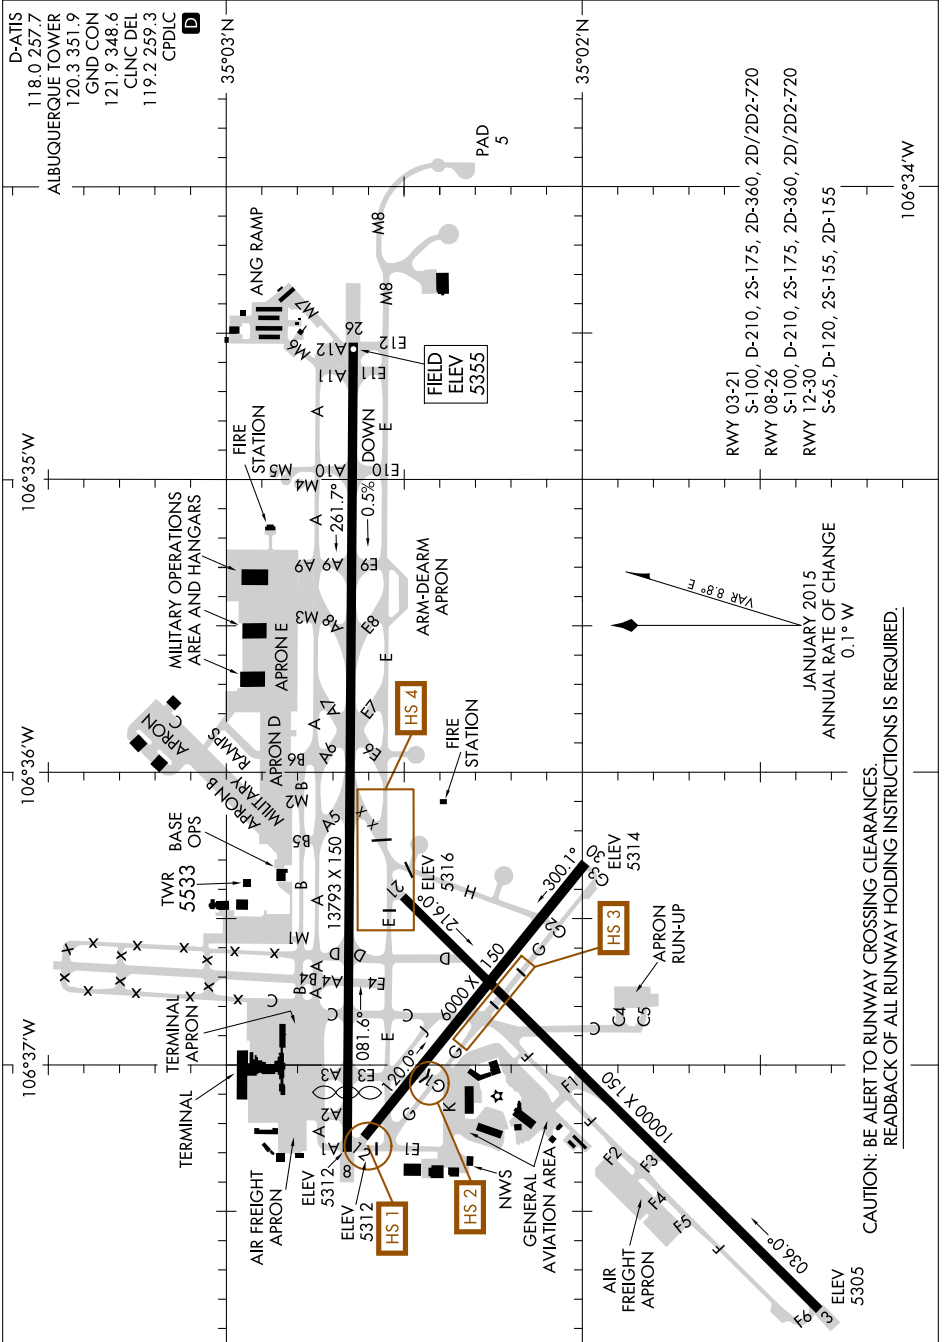 D-ATIS
118.0 257.7
ALBUQUERQUE TOWER
120.3 351.9
GND CON
121.9 348.6
CLNC DEL
119.2 259.3
CPDLC
D
35°03'N
35°02'N
106°34'W
106°35'W
106°36'W
106°37'W
PAD
5
ANG RAMP
M8
M8
M7
M6
26
A12
E12
A11
E11
FIELD
ELEV
5355
A
E
FIRE
STATION
M5
A10
E10
M4
261.7°
0.5% DOWN
A
MILITARY OPERATIONS
AREA AND HANGARS
A9
A9
E9
ARM-DEARM
APRON
M3
A8
E8
APRON E
E
APRON C
MILITARY RAMPS
APRON B
APRON D
A
A7
E7
B6
A6
E6
HS 4
FIRE
STATION
TWR
5533
BASE
OPS
M2
B
B5
A5
X
X
B
A
M1
13793 X 150
E
21
ELEV
5316
216.0°
H
300.1°
30
ELEV
5314
G3
G2
G
HS 3
X
X
X
X
X
X
X
X
X
X
X
X
X
X
D
D
A
B4
A4
E4
B
A
C
C
C
C
081.6°
6000 X 150
J
APRON
RUN-UP
C4
C5
TERMINAL
APRON
TERMINAL
E
A3
E3
120.0°
G
G
K
K
G
A2
A
A1
E1
8
12
ELEV
5312
ELEV
5312
HS 1
HS 2
AIR FREIGHT
APRON
NWS
GENERAL
AVIATION AREA
F
F1
F
F2
F3
F4
F5
F
F6
10000 X 150
AIR
FREIGHT
APRON
036.0°
3
ELEV
5305
RWY 03-21
S-100, D-210, 2S-175, 2D-360, 2D/2D2-720
RWY 08-26
S-100, D-210, 2S-175, 2D-360, 2D/2D2-720
RWY 12-30
S-65, D-120, 2S-155, 2D-155
VAR 8.8° E
JANUARY 2015
ANNUAL RATE OF CHANGE
0.1° W
CAUTION: BE ALERT TO RUNWAY CROSSING CLEARANCES.
READBACK OF ALL RUNWAY HOLDING INSTRUCTIONS IS REQUIRED.